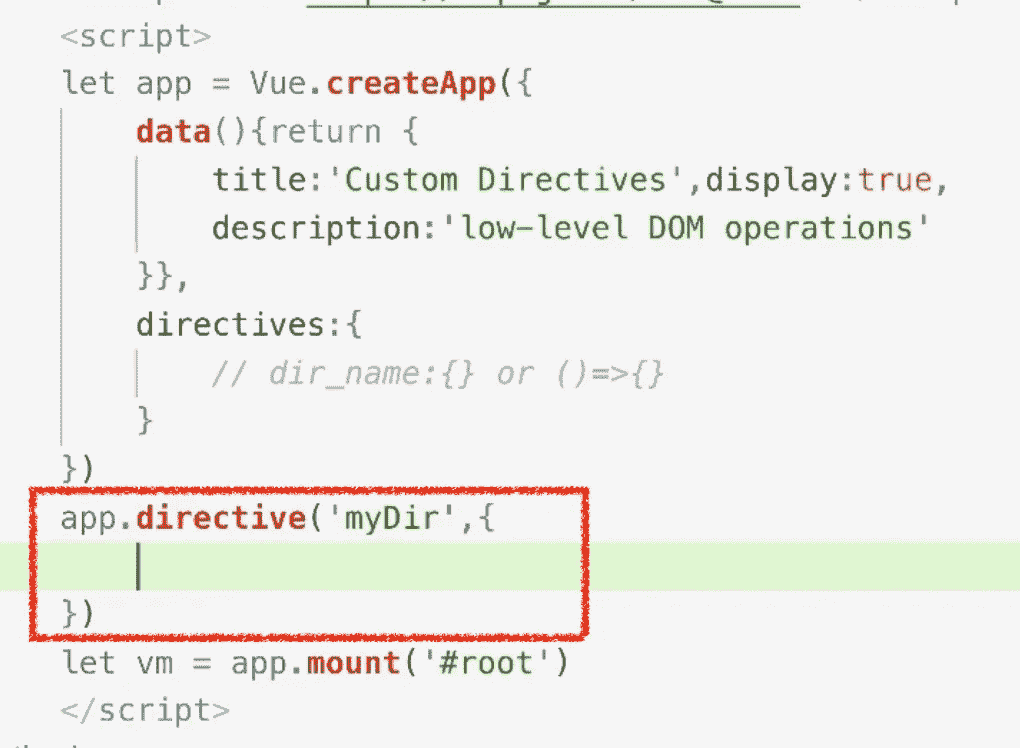 <script>
let app = Vue.createApp({
data(){return {
title:'Custom Directives',display:true,
description:'low-level DOM operations'
}},
directives:{
// dir_name:{} or ()=>{}
}
})
app.directive('myDir',{
})
let vm = app.mount('#root')
</script>